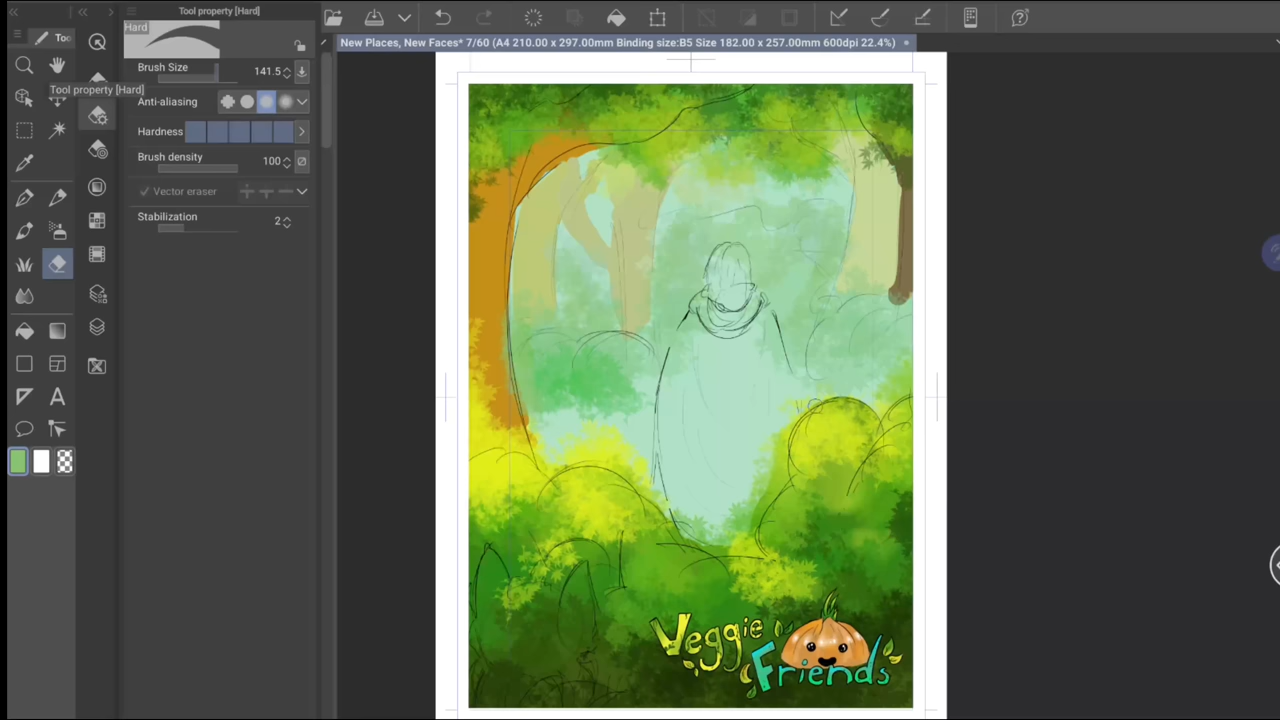 Tool property [Hard]
Too
Hard
New Places, New Faces* 7/60 (A4 210.00 x 297.00mm Binding size:B5 Size 182.00 x 257.00mm 600dpi 22.4%)
Brush Size 141.5
Tool property [Hard]
Anti-aliasing
Hardness
Brush density 100
Vector eraser
Stabilization 2
A
Veggie
Friends